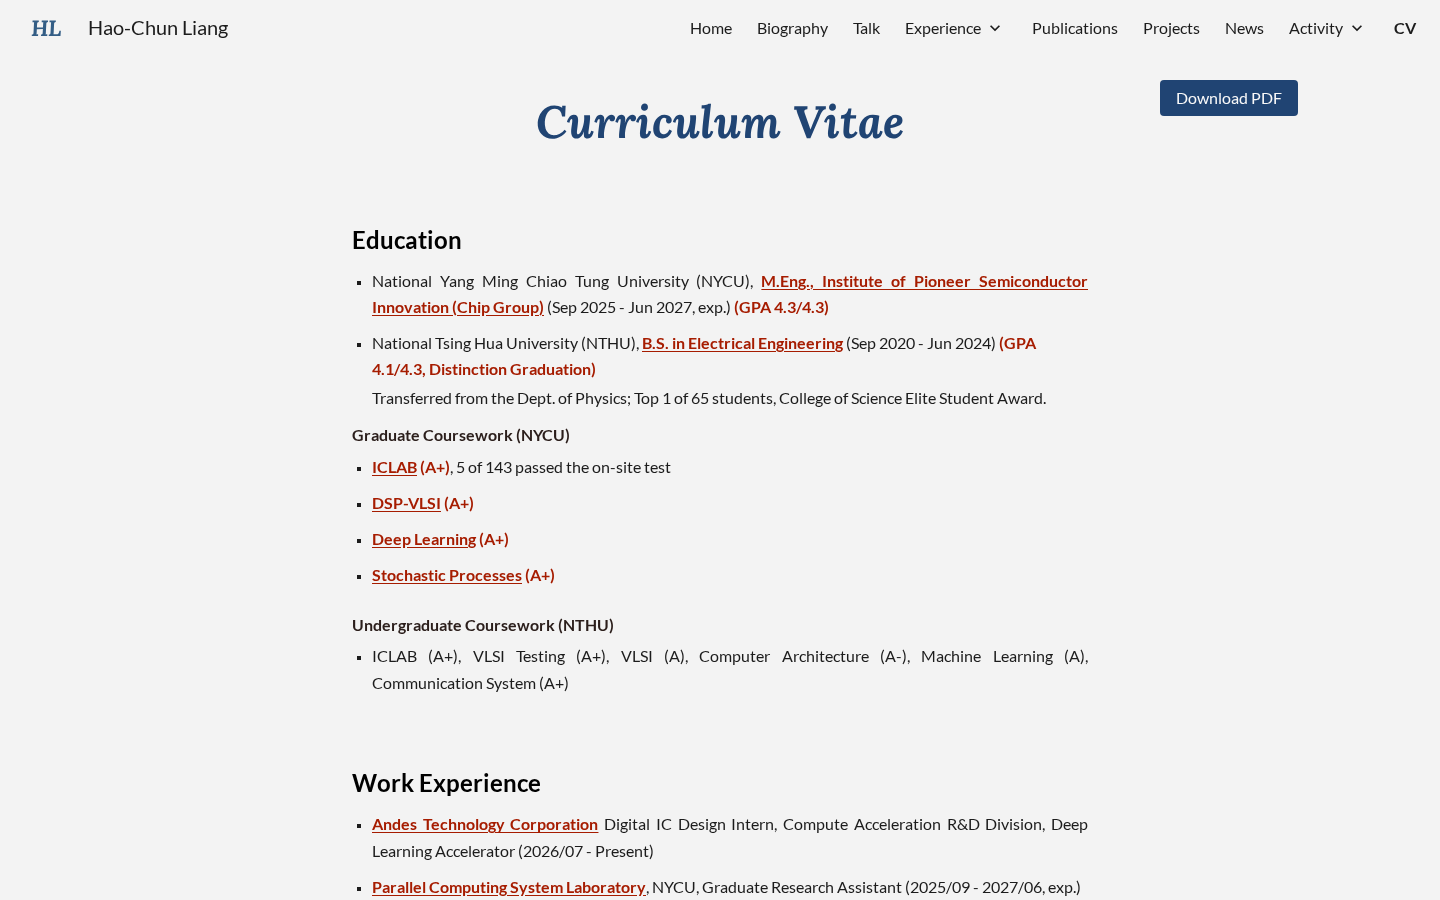 HL
Hao-Chun Liang
Home Biography Talk Experience Publications Projects News Activity CV
Download PDF
Curriculum Vitae
Education
National Yang Ming Chiao Tung University (NYCU), M.Eng., Institute of Pioneer Semiconductor
Innovation (Chip Group) (Sep 2025 - Jun 2027, exp.) (GPA 4.3/4.3)
National Tsing Hua University (NTHU), B.S. in Electrical Engineering (Sep 2020 - Jun 2024) (GPA
4.1/4.3, Distinction Graduation)
Transferred from the Dept. of Physics; Top 1 of 65 students, College of Science Elite Student Award.
Graduate Coursework (NYCU)
ICLAB (A+), 5 of 143 passed the on-site test
DSP-VLSI (A+)
Deep Learning (A+)
Stochastic Processes (A+)
Undergraduate Coursework (NTHU)
ICLAB (A+), VLSI Testing (A+), VLSI (A), Computer Architecture (A-), Machine Learning (A),
Communication System (A+)
Work Experience
Andes Technology Corporation Digital IC Design Intern, Compute Acceleration R&D Division, Deep
Learning Accelerator (2026/07 - Present)
Parallel Computing System Laboratory, NYCU, Graduate Research Assistant (2025/09 - 2027/06, exp.)